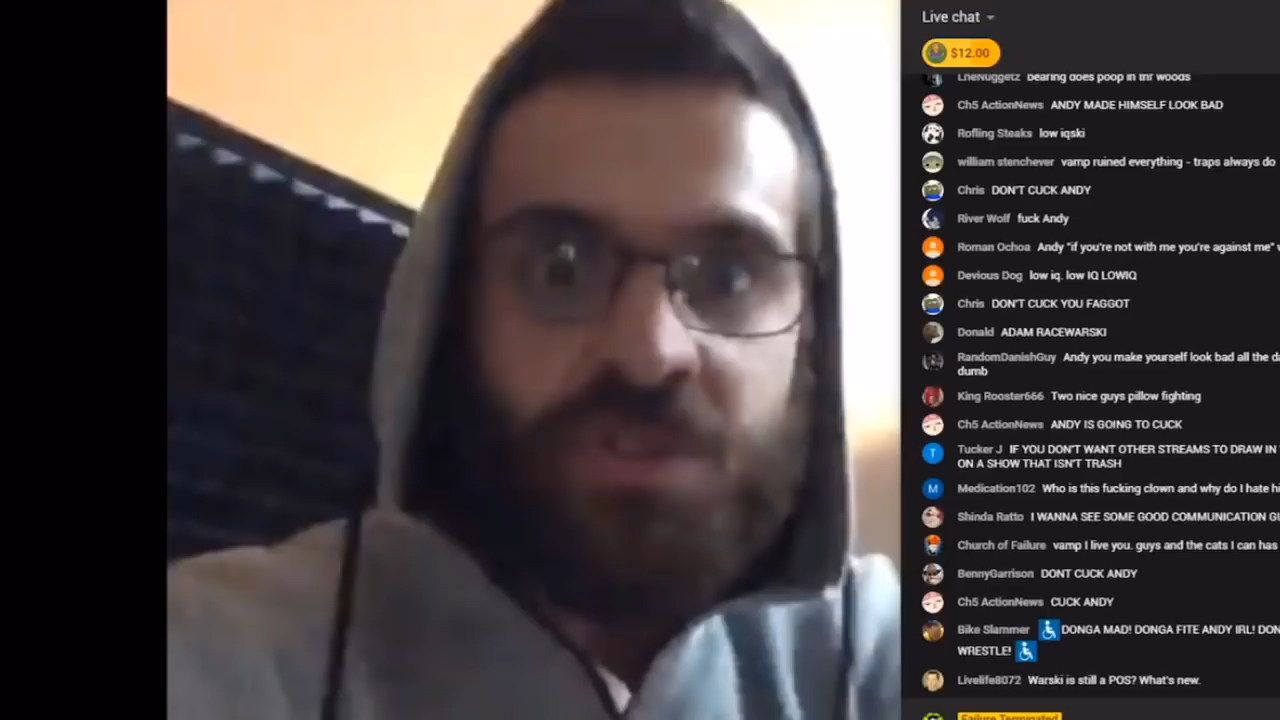 Live chat
$12.00
LheNuggetz bearing does poop in thr woods
Ch5 ActionNews ANDY MADE HIMSELF LOOK BAD
Rofling Steaks low iqski
william stenchever vamp ruined everything - traps always do
Chris DON'T CUCK ANDY
River Wolf fuck Andy
Roman Ochoa Andy "if you're not with me you're against me"
Devious Dog low iq. low IQ LOWIQ
Chris DON'T CUCK YOU FAGGOT
Donald ADAM RACEWARSKI
RandomDanishGuy Andy you make yourself look bad all the
dumb
King Rooster666 Two nice guys pillow fighting
Ch5 ActionNews ANDY IS GOING TO CUCK
T Tucker J IF YOU DON'T WANT OTHER STREAMS TO DRAW IN
ON A SHOW THAT ISN'T TRASH
M Medication102 Who is this fucking clown and why do I hate
Shinda Ratto I WANNA SEE SOME GOOD COMMUNICATION
Church of Failure vamp I live you. guys and the cats I can has
BennyGarrison DONT CUCK ANDY
Ch5 ActionNews CUCK ANDY
Bike Slammer DONGA MAD! DONGA FITE ANDY IRL!
WRESTLE!
Livelife8072 Warski is still a POS? What's new.
Failure Terminated